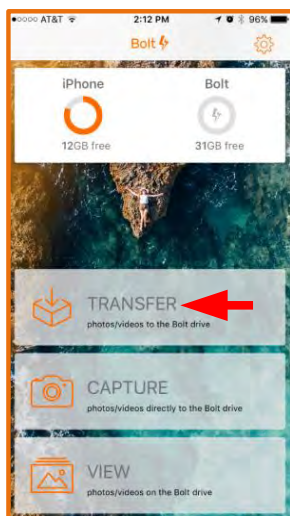 AT&T 2:12 PM 96%
Bolt
iPhone Bolt
12GB free 31GB free
TRANSFER
photos/videos to the Bolt drive
CAPTURE
photos/videos directly to the Bolt drive
VIEW
photos/videos on the Bolt drive